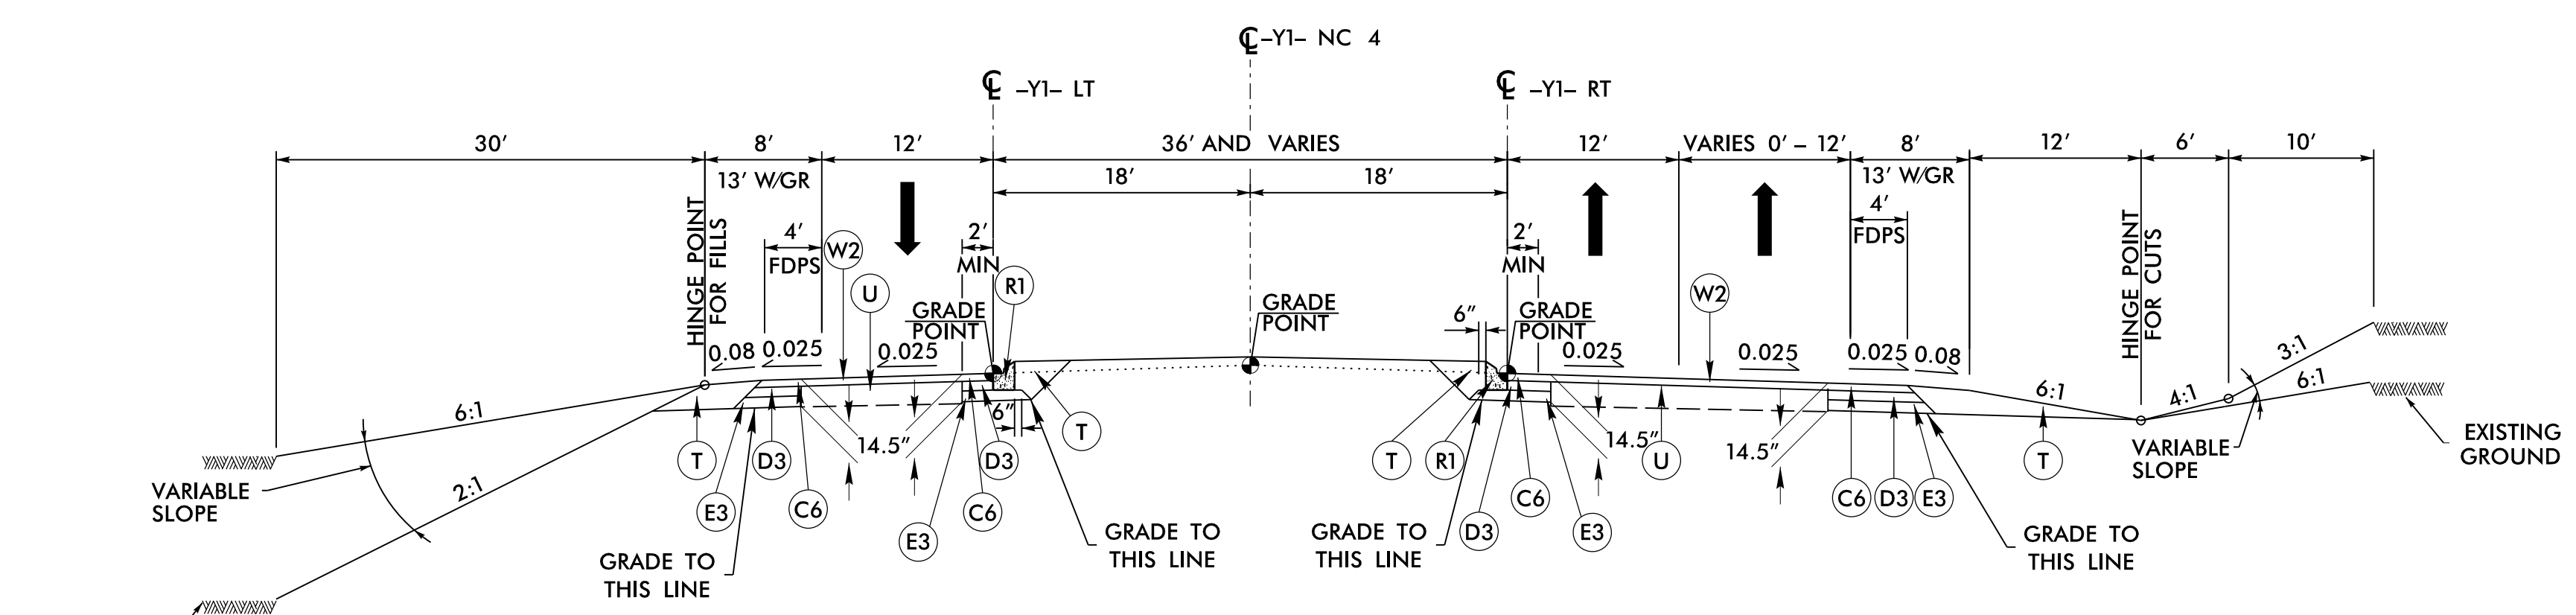 ℄ –Y1– NC 4
℄ –Y1– LT
℄ –Y1– RT
30′
8′
12′
36′ AND VARIES
12′
VARIES 0′ – 12′
8′
12′
6′
10′
13′ W/GR
18′
18′
13′ W/GR
4′
FDPS
2′
MIN
2′
MIN
4′
FDPS
HINGE POINT
FOR FILLS
HINGE POINT
FOR CUTS
W2
U
R1
W2
GRADE
POINT
GRADE
POINT
6″
GRADE
POINT
0.08
0.025
0.025
0.025
0.025
0.025
0.08
6:1
2:1
6:1
4:1
3:1
6:1
14.5″
6″
14.5″
14.5″
T
D3
D3
T
T
R1
U
T
E3
C6
C6
C6
C6
D3
E3
E3
D3
E3
VARIABLE
SLOPE
VARIABLE
SLOPE
EXISTING
GROUND
GRADE TO
THIS LINE
GRADE TO
THIS LINE
GRADE TO
THIS LINE
GRADE TO
THIS LINE